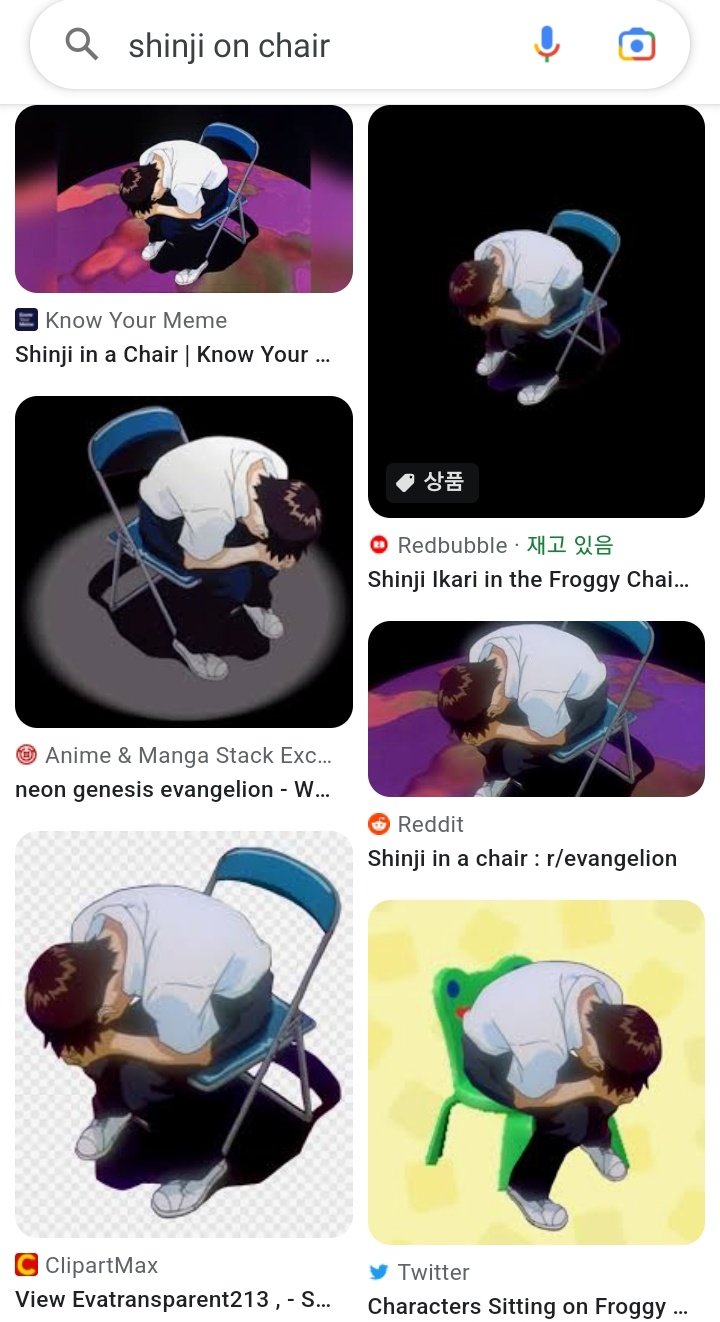 shinji on chair
Know Your Meme
Shinji in a Chair | Know Your ...
상품
Redbubble · 재고 있음
Shinji Ikari in the Froggy Chai...
Anime & Manga Stack Exc...
neon genesis evangelion - W...
Reddit
Shinji in a chair : r/evangelion
ClipartMax
View Evatransparent213 , - S...
Twitter
Characters Sitting on Froggy ...